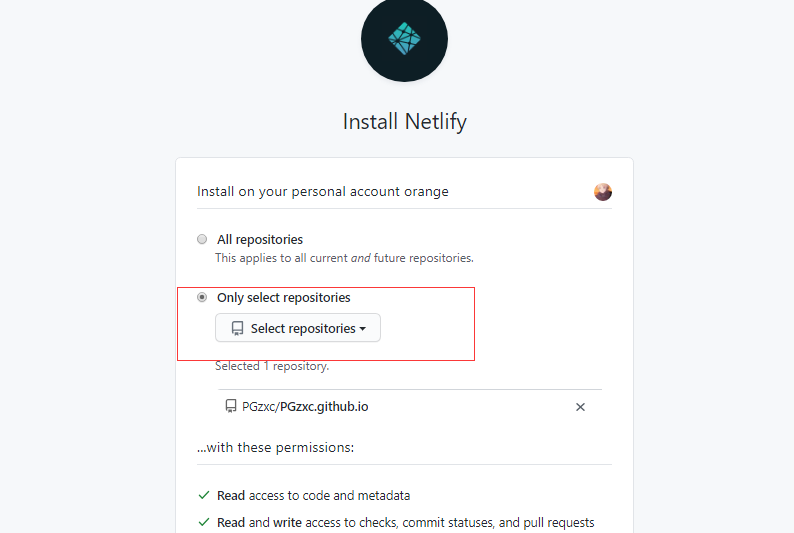 Install Netlify
Install on your personal account orange
All repositories
This applies to all current and future repositories.
Only select repositories
Select repositories
Selected 1 repository.
PGzxc/PGzxc.github.io
...with these permissions:
Read access to code and metadata
Read and write access to checks, commit statuses, and pull requests